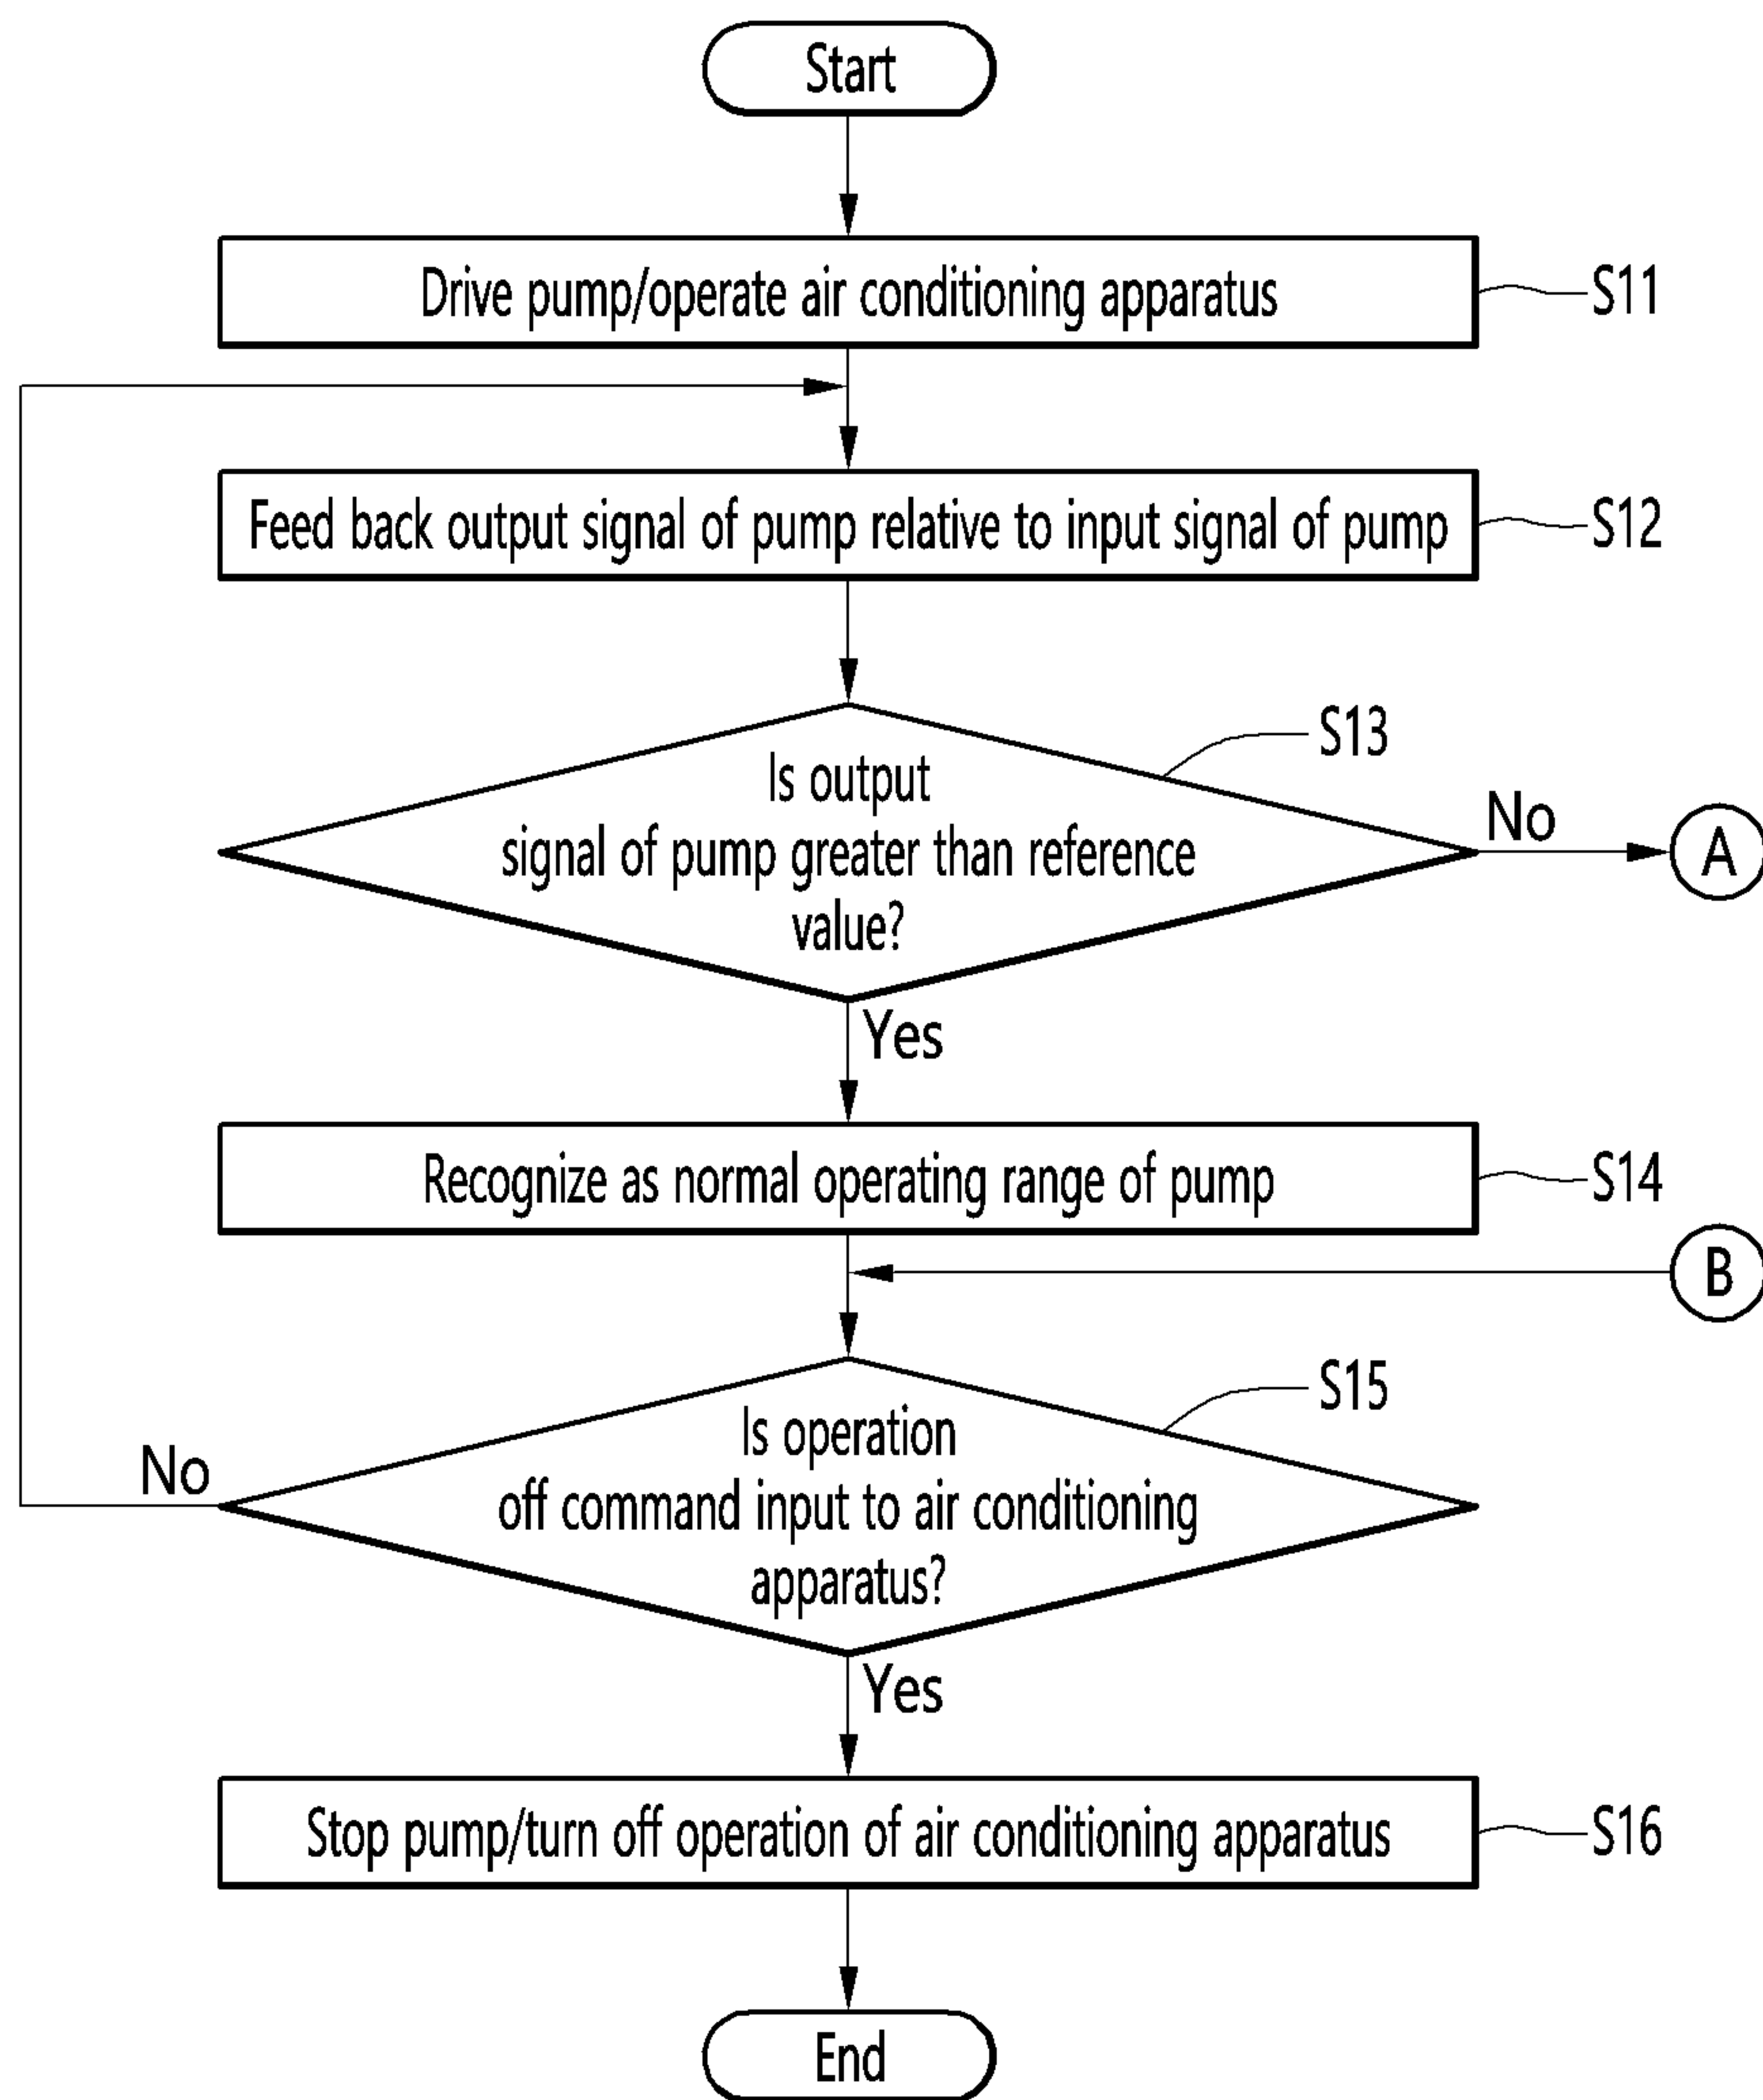 Start
Drive pump/operate air conditioning apparatus
S11
Feed back output signal of pump relative to input signal of pump
S12
S13
Is output
signal of pump greater than reference
value?
No
A
Yes
Recognize as normal operating range of pump
S14
B
S15
Is operation
off command input to air conditioning
apparatus?
No
Yes
Stop pump/turn off operation of air conditioning apparatus
S16
End